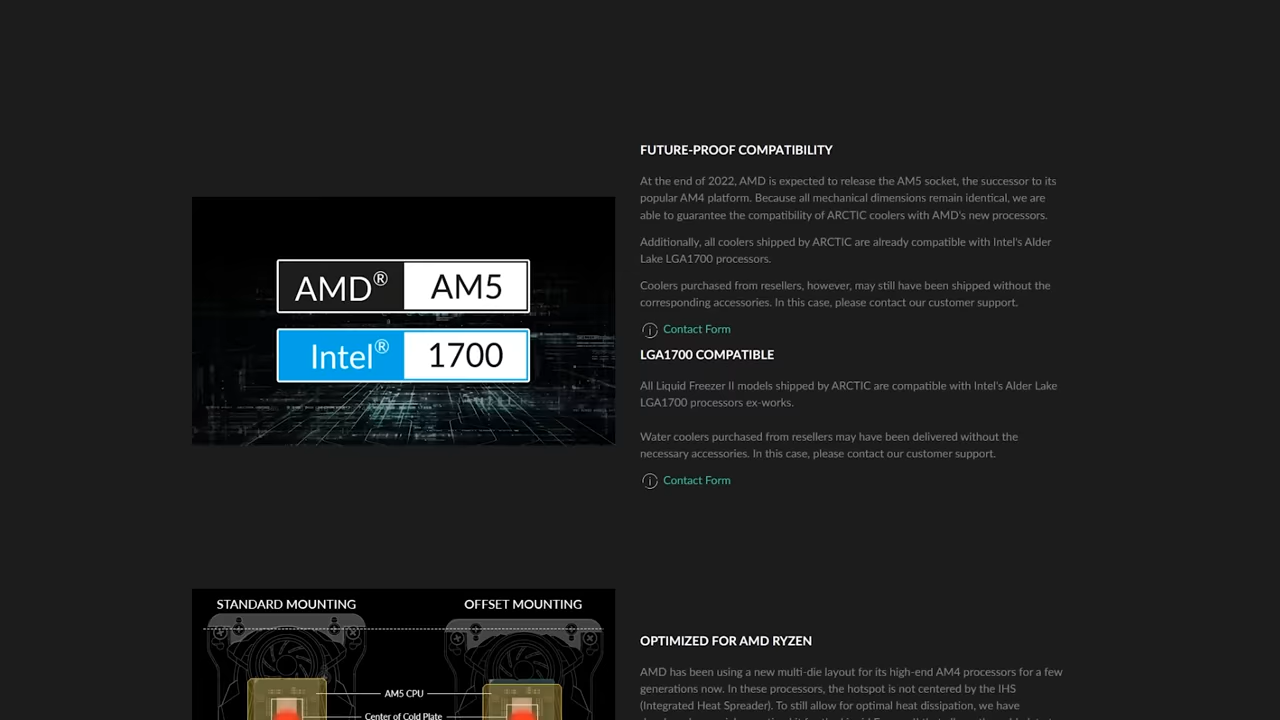 FUTURE-PROOF COMPATIBILITY
At the end of 2022, AMD is expected to release the AM5 socket, the successor to its
popular AM4 platform. Because all mechanical dimensions remain identical, we are
able to guarantee the compatibility of ARCTIC coolers with AMD's new processors.
Additionally, all coolers shipped by ARCTIC are already compatible with Intel's Alder
Lake LGA1700 processors.
Coolers purchased from resellers, however, may still have been shipped without the
corresponding accessories. In this case, please contact our customer support.
Contact Form
AMD® AM5
Intel® 1700
LGA1700 COMPATIBLE
All Liquid Freezer II models shipped by ARCTIC are compatible with Intel's Alder Lake
LGA1700 processors ex-works.
Water coolers purchased from resellers may have been delivered without the
necessary accessories. In this case, please contact our customer support.
Contact Form
STANDARD MOUNTING
OFFSET MOUNTING
AM5 CPU
Center of Cold Plate
OPTIMIZED FOR AMD RYZEN
AMD has been using a new multi-die layout for its high-end AM4 processors for a few
generations now. In these processors, the hotspot is not centered by the IHS
(Integrated Heat Spreader). To still allow for optimal heat dissipation, we have